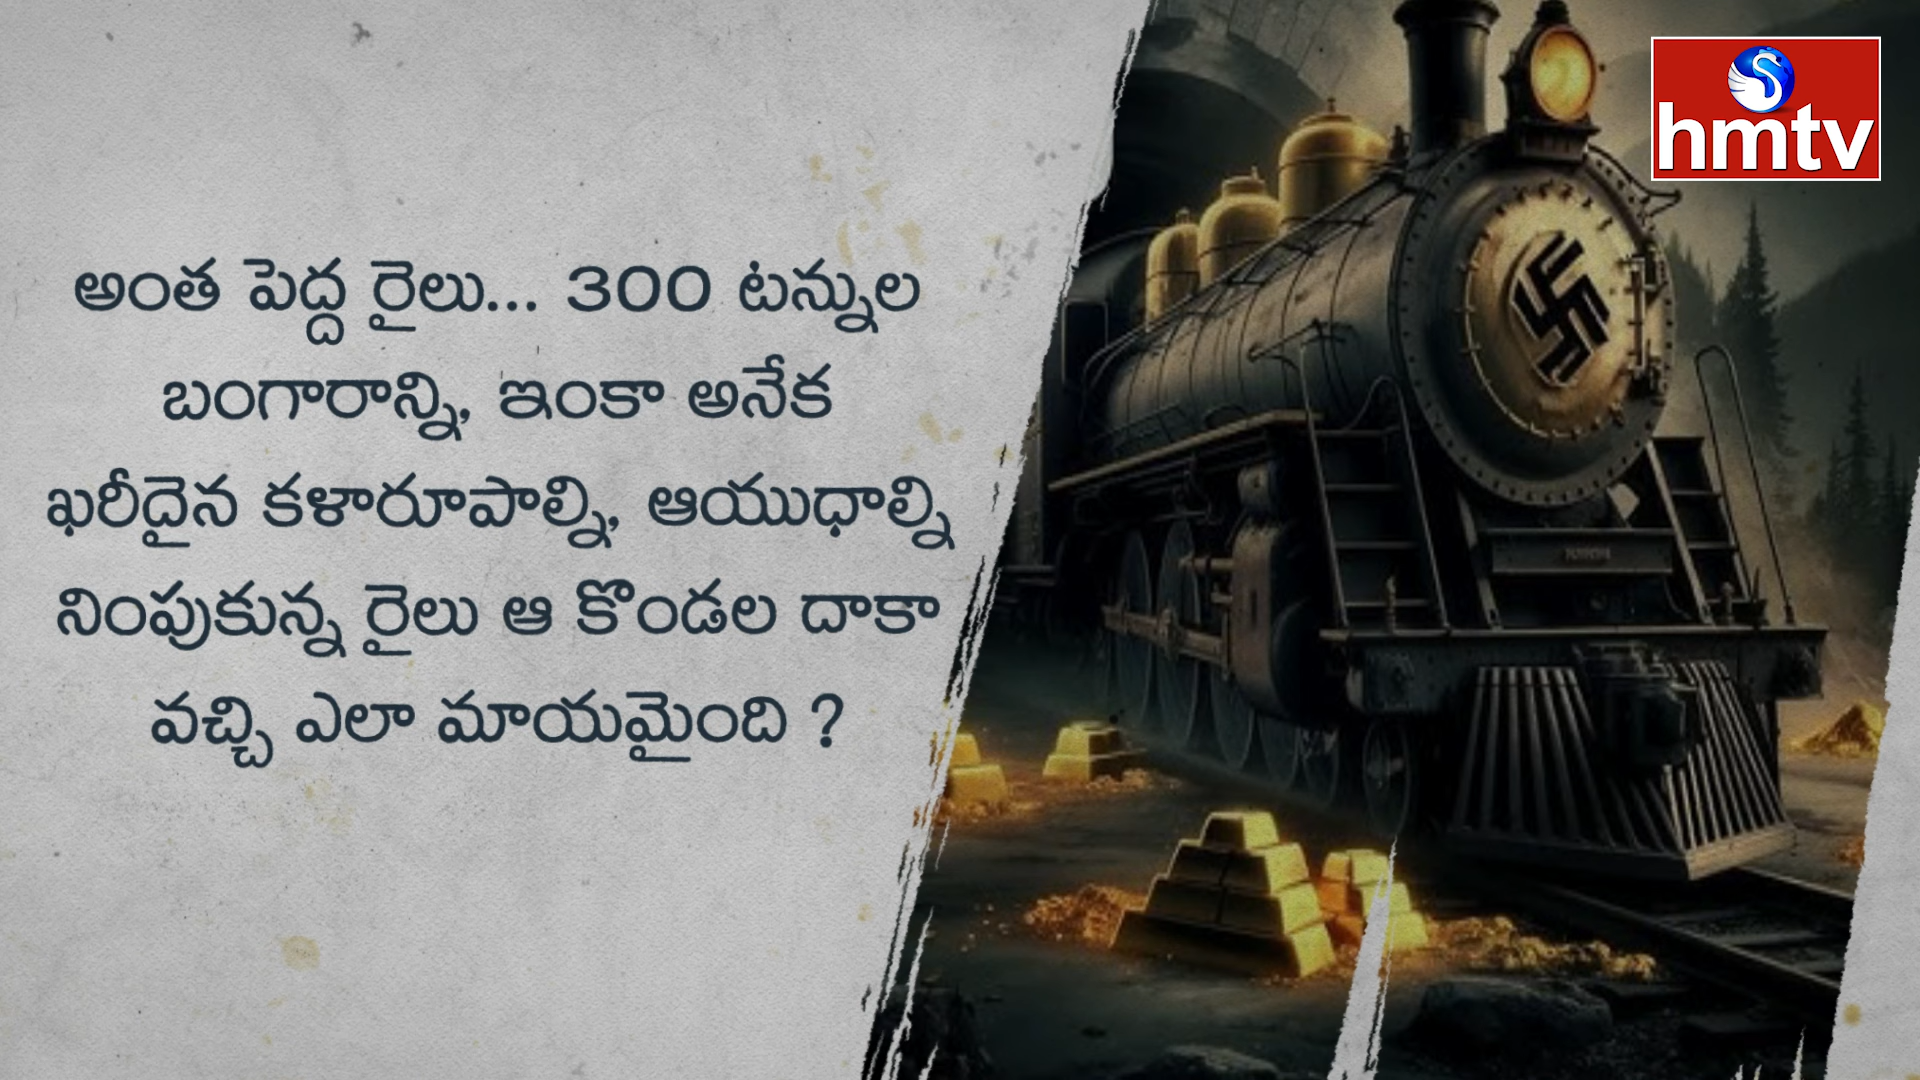 అంత పెద్ద రైలు... 300 టన్నుల
బంగారాన్ని, ఇంకా అనేక
ఖరీదైన కళారూపాల్ని, ఆయుధాల్ని
నింపుకున్న రైలు ఆ కొండల దాకా
వచ్చి ఎలా మాయమైంది ?
hmtv